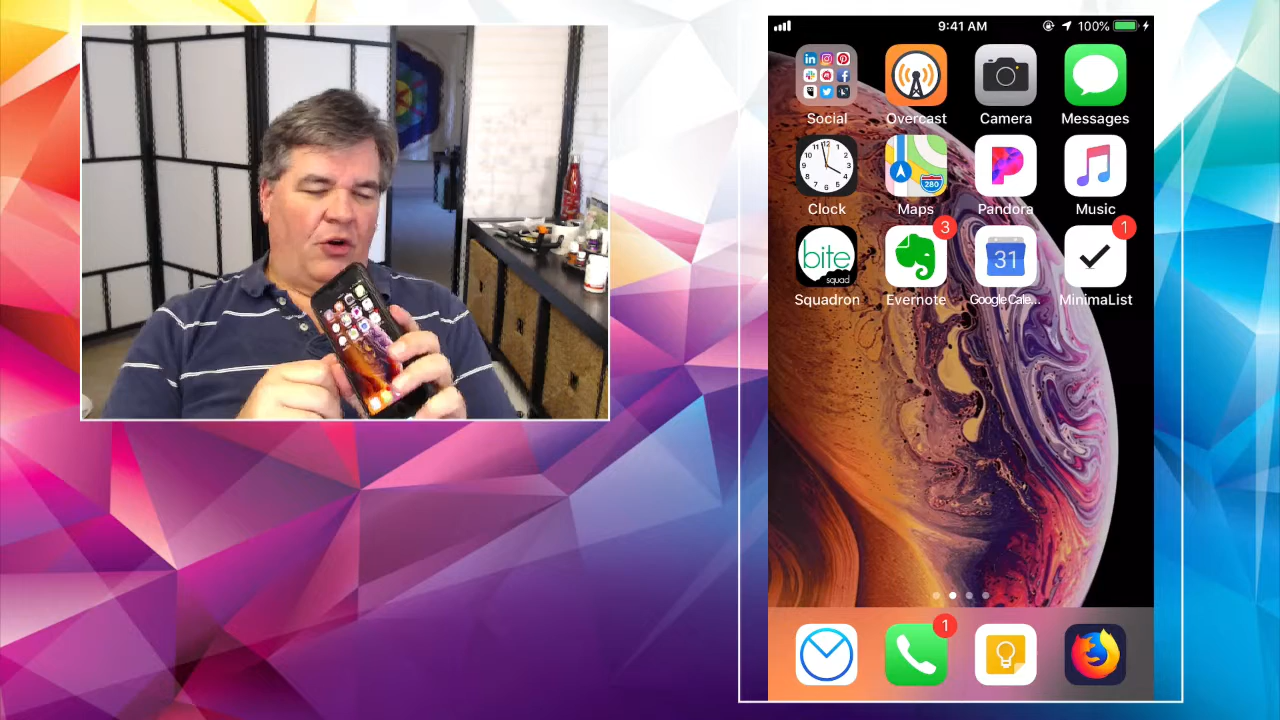 9:41 AM 100%
Social Overcast Camera Messages
Clock Maps Pandora Music
280
bite
squad
3
31
1
Squadron Evernote Google Cale... MinimaList
1